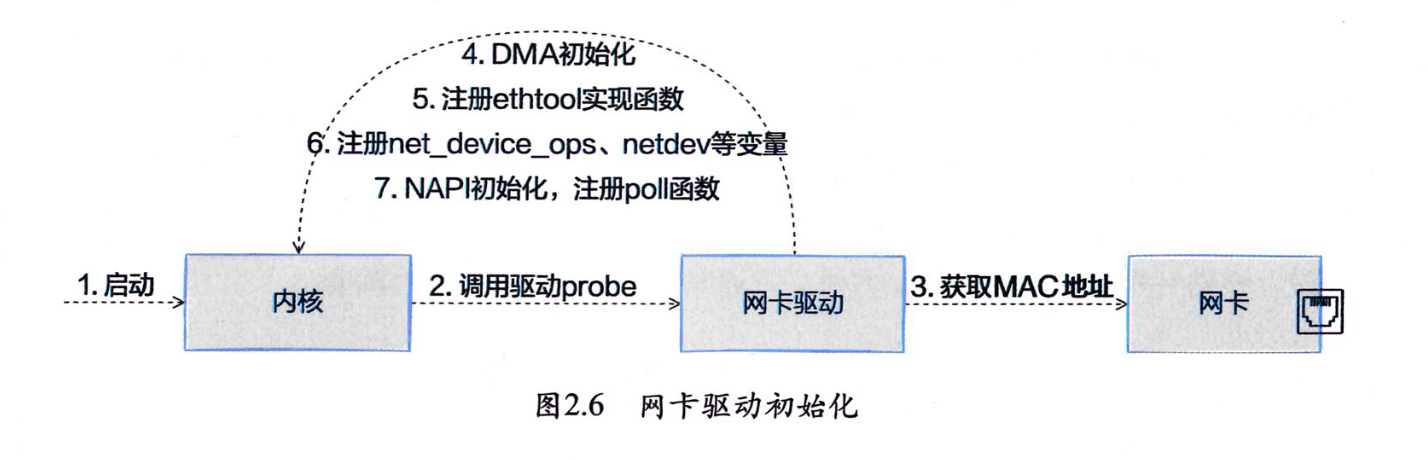 4. DMA初始化
5. 注册ethtool实现函数
6. 注册net_device_ops、netdev等变量
7. NAPI初始化，注册poll函数
1. 启动
内核
2. 调用驱动probe
网卡驱动
3. 获取MAC地址
网卡
图2.6 网卡驱动初始化